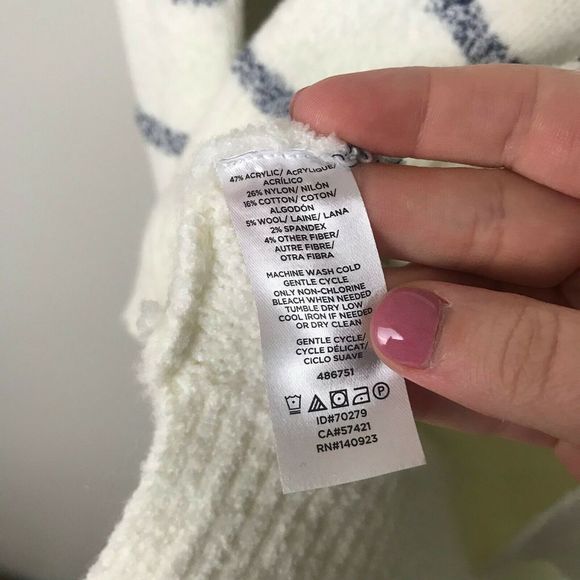 47% ACRYLIC/ ACRYLIQUE/
ACRÍLICO
26% NYLON/ NILÓN
16% COTTON/ COTON/
ALGODÓN
5% WOOL/ LAINE/ LANA
2% SPANDEX
4% OTHER FIBER/
AUTRE FIBRE/
OTRA FIBRA
MACHINE WASH COLD
GENTLE CYCLE
ONLY NON-CHLORINE
BLEACH WHEN NEEDED
TUMBLE DRY LOW
COOL IRON IF NEEDED
OR DRY CLEAN
GENTLE CYCLE/
CYCLE DÉLICAT/
CICLO SUAVE
486751
P
ID#70279
CA#57421
RN#140923